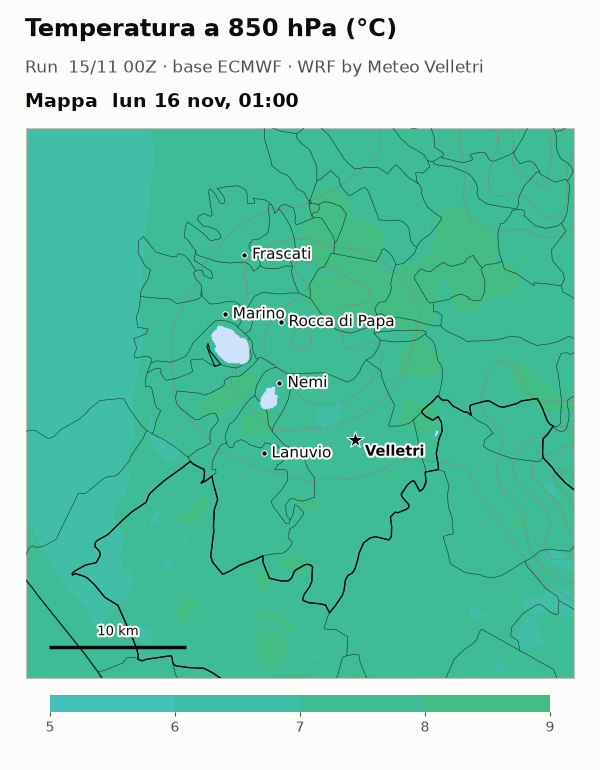 Temperatura a 850 hPa (°C)
Run  15/11 00Z · base ECMWF · WRF by Meteo Velletri
Mappa  lun 16 nov, 01:00
Frascati
Marino
Rocca di Papa
Nemi
Velletri
Lanuvio
10 km
5 6 7 8 9